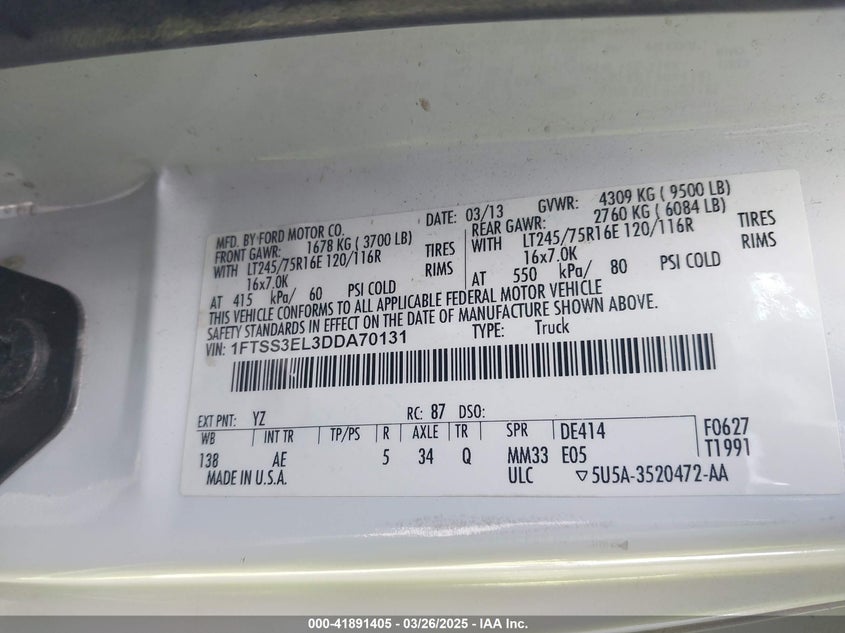 MFD. BY FORD MOTOR CO. DATE: 03/13 GVWR: 4309 KG ( 9500 LB)
FRONT GAWR: 1678 KG ( 3700 LB) REAR GAWR: 2760 KG ( 6084 LB)
WITH LT245/75R16E 120/116R TIRES WITH LT245/75R16E 120/116R TIRES
16x7.0K RIMS 16x7.0K RIMS
AT 415 kPa/ 60 PSI COLD AT 550 kPa/ 80 PSI COLD
THIS VEHICLE CONFORMS TO ALL APPLICABLE FEDERAL MOTOR VEHICLE
SAFETY STANDARDS IN EFFECT ON THE DATE OF MANUFACTURE SHOWN ABOVE.
VIN: 1FTSS3EL3DDA70131 TYPE: Truck
EXT PNT: YZ RC: 87 DSO:
WB INT TR TP/PS R AXLE TR SPR DE414 F0627
138 AE 5 34 Q MM33 E05 T1991
MADE IN U.S.A. ULC ▽5U5A-3520472-AA
000-41891405 - 03/26/2025 - IAA Inc.